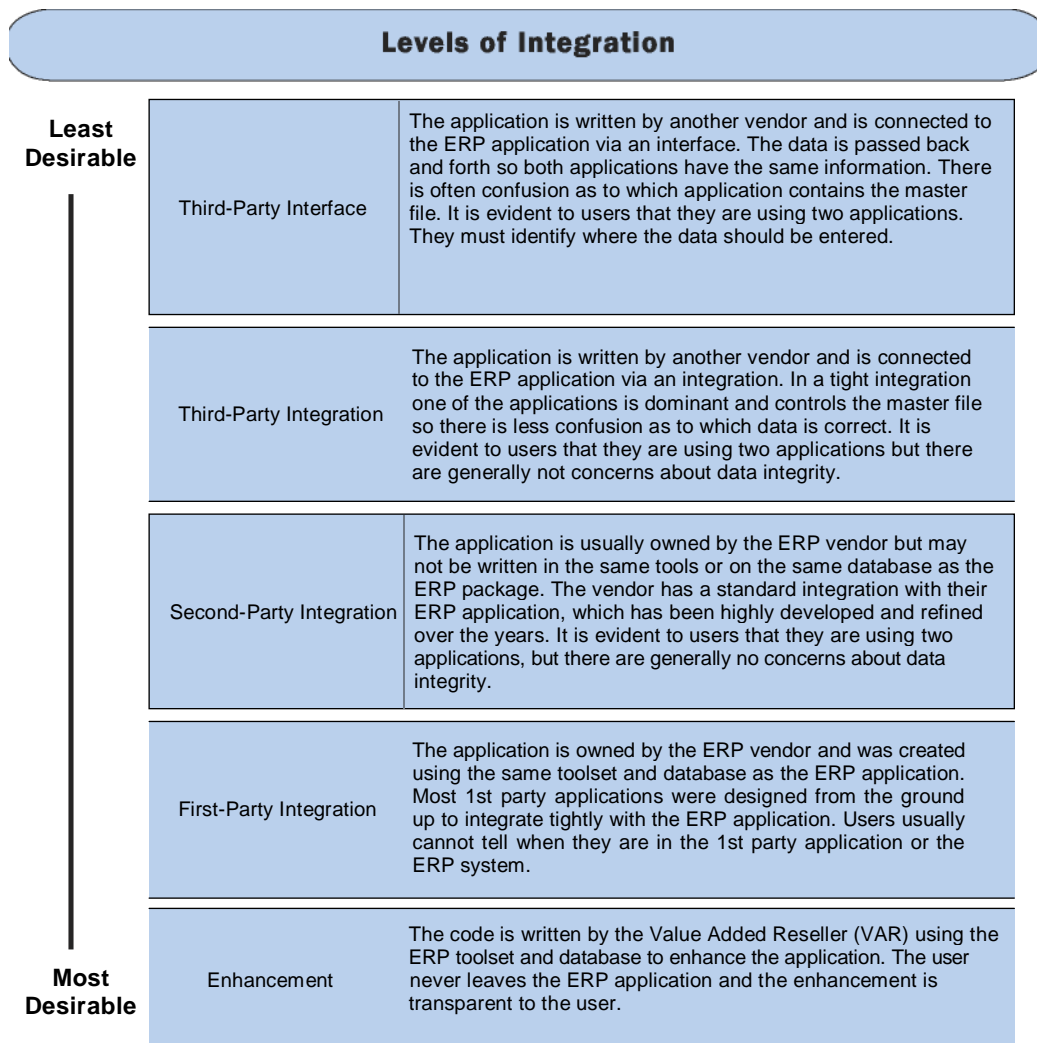 Levels of Integration
Least
Desirable
Third-Party Interface
The application is written by another vendor and is connected to
the ERP application via an interface. The data is passed back
and forth so both applications have the same information. There
is often confusion as to which application contains the master
file. It is evident to users that they are using two applications.
They must identify where the data should be entered.
Third-Party Integration
The application is written by another vendor and is connected
to the ERP application via an integration. In a tight integration
one of the applications is dominant and controls the master file
so there is less confusion as to which data is correct. It is
evident to users that they are using two applications but there
are generally not concerns about data integrity.
Second-Party Integration
The application is usually owned by the ERP vendor but may
not be written in the same tools or on the same database as the
ERP package. The vendor has a standard integration with their
ERP application, which has been highly developed and refined
over the years. It is evident to users that they are using two
applications, but there are generally no concerns about data
integrity.
First-Party Integration
The application is owned by the ERP vendor and was created
using the same toolset and database as the ERP application.
Most 1st party applications were designed from the ground
up to integrate tightly with the ERP application. Users usually
cannot tell when they are in the 1st party application or the
ERP system.
Most
Desirable
Enhancement
The code is written by the Value Added Reseller (VAR) using the
ERP toolset and database to enhance the application. The user
never leaves the ERP application and the enhancement is
transparent to the user.